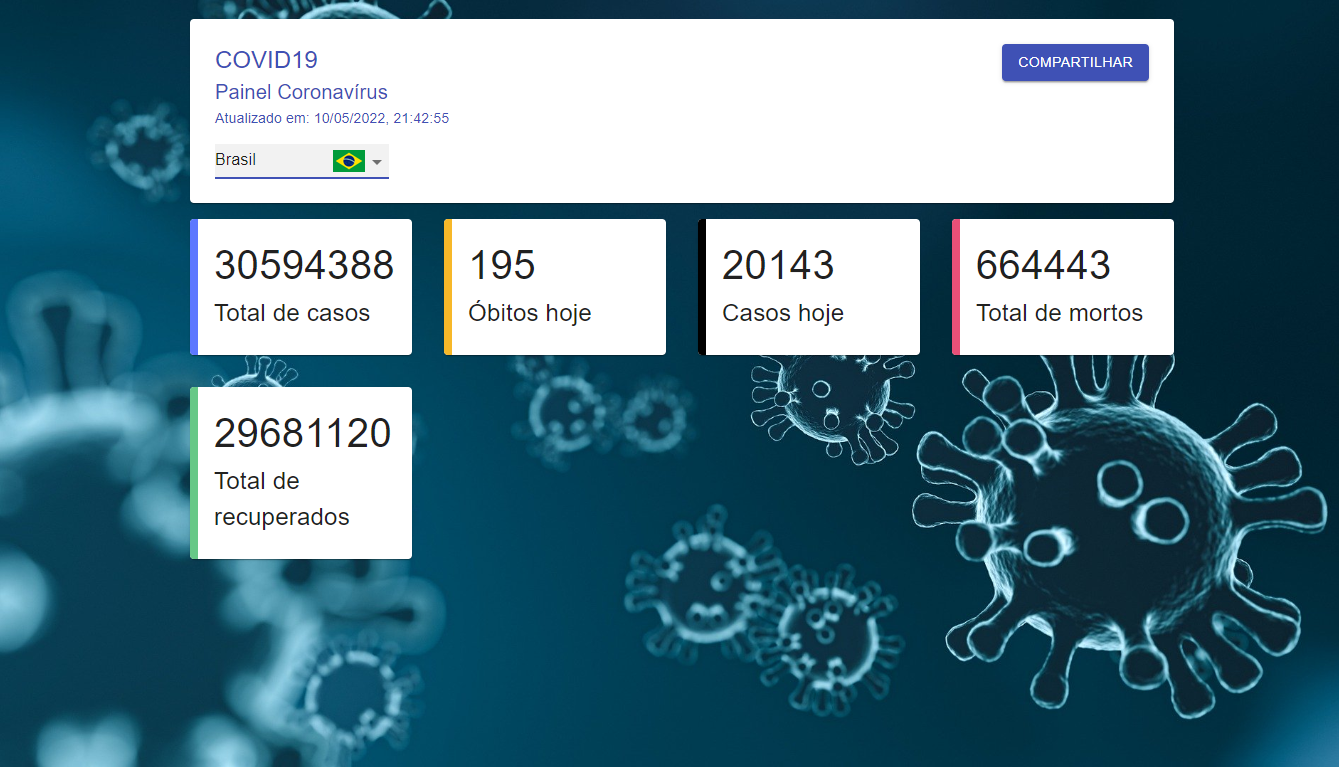 COVID19
COMPARTILHAR
Painel Coronavírus
Atualizado em: 10/05/2022, 21:42:55
Brasil
30594388
Total de casos
195
Óbitos hoje
20143
Casos hoje
664443
Total de mortos
29681120
Total de
recuperados